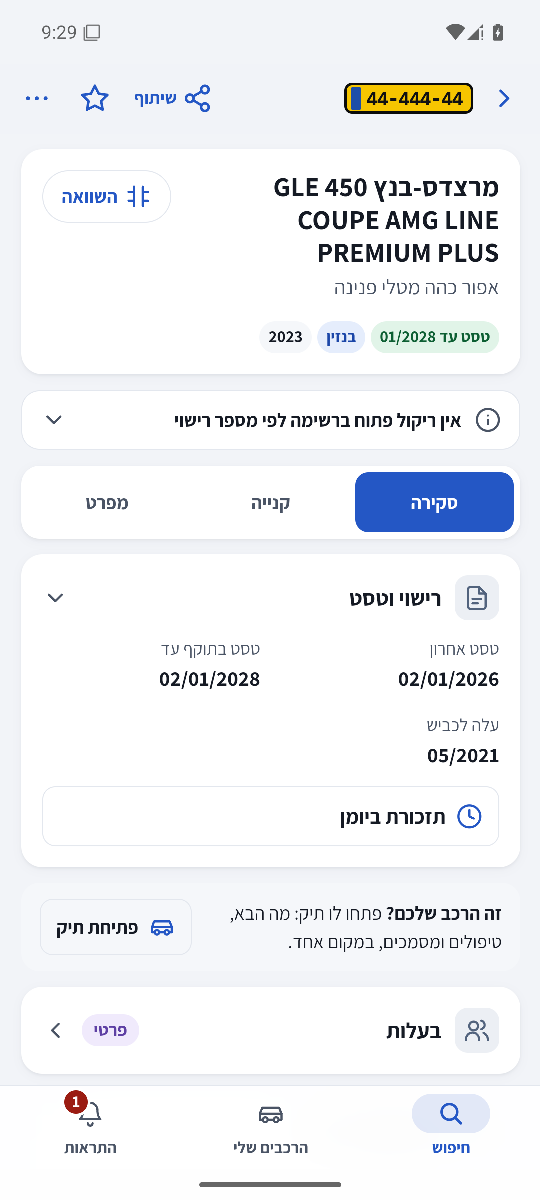 9:29
44-444-44
שיתוף
מרצדס-בנץ GLE 450
COUPE AMG LINE
PREMIUM PLUS
השוואה
אפור כהה מטלי פנינה
טסט עד 01/2028
בנזין
2023
אין ריקול פתוח ברשימה לפי מספר רישוי
סקירה
קנייה
מפרט
רישוי וטסט
טסט אחרון
טסט בתוקף עד
02/01/2026
02/01/2028
עלה לכביש
05/2021
תזכורת ביומן
זה הרכב שלכם? פתחו לו תיק: מה הבא,
טיפולים ומסמכים, במקום אחד.
פתיחת תיק
בעלות
פרטי
1
חיפוש
הרכבים שלי
התראות